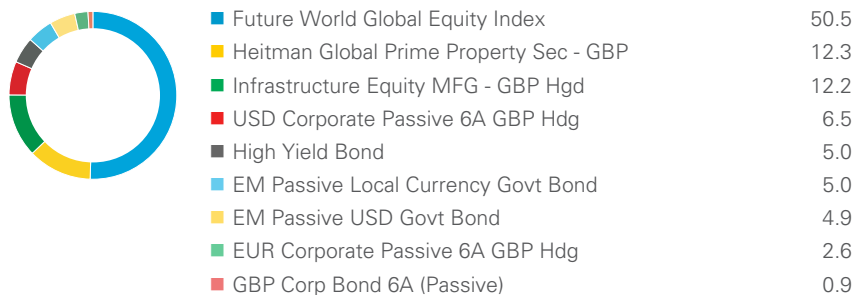 Future World Global Equity Index 50.5
Heitman Global Prime Property Sec - GBP 12.3
Infrastructure Equity MFG - GBP Hgd 12.2
USD Corporate Passive 6A GBP Hdg 6.5
High Yield Bond 5.0
EM Passive Local Currency Govt Bond 5.0
EM Passive USD Govt Bond 4.9
EUR Corporate Passive 6A GBP Hdg 2.6
GBP Corp Bond 6A (Passive) 0.9